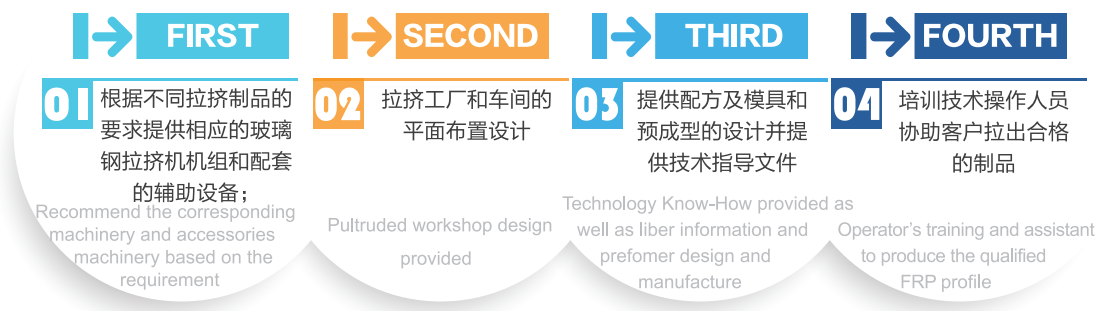 FIRST
01
根据不同拉挤制品的
要求提供相应的玻璃
钢拉挤机机组和配套
的辅助设备；
Recommend the corresponding
machinery and accessories
machinery based on the
requirement
SECOND
02
拉挤工厂和车间的
平面布置设计
Pultruded workshop design
provided
THIRD
03
提供配方及模具和
预成型的设计并提
供技术指导文件
Technology Know-How provided as
well as liber information and
prefomer design and
manufacture
FOURTH
04
培训技术操作人员
协助客户拉出合格
的制品
Operator's training and assistant
to produce the qualified
FRP profile